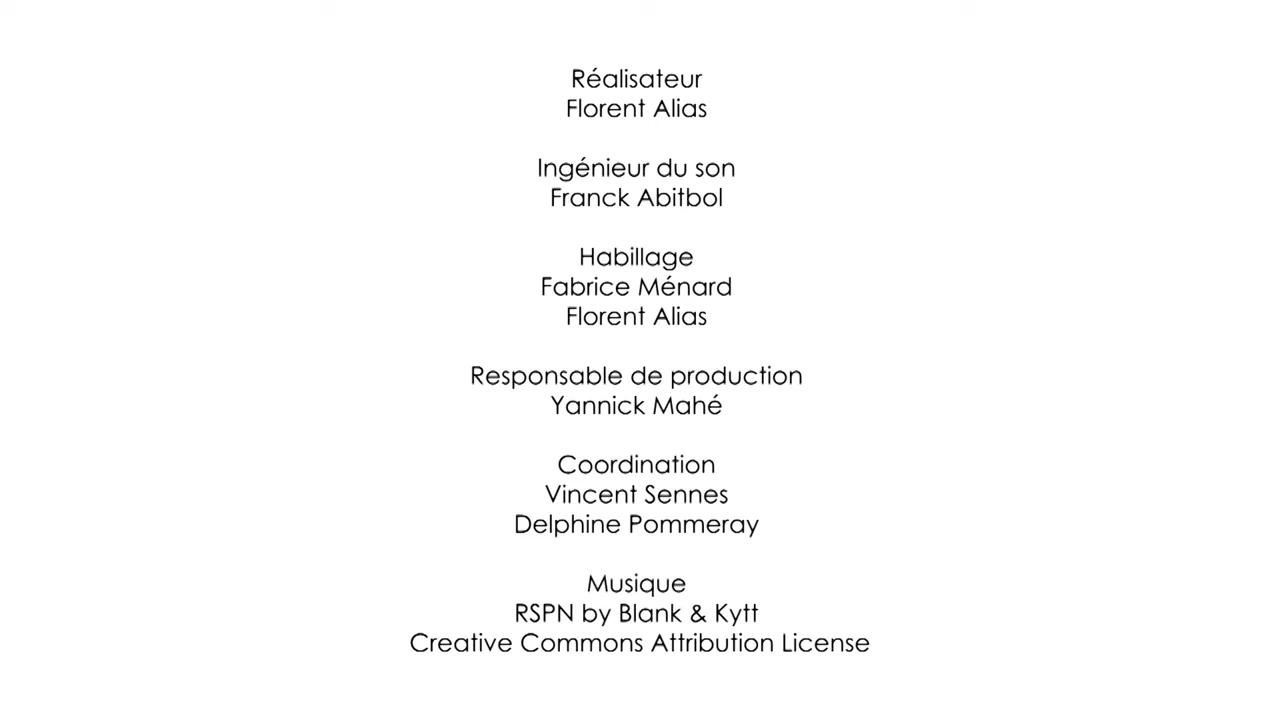 Réalisateur
Florent Alias
Ingénieur du son
Franck Abitbol
Habillage
Fabrice Ménard
Florent Alias
Responsable de production
Yannick Mahé
Coordination
Vincent Sennes
Delphine Pommeray
Musique
RSPN by Blank & Kytt
Creative Commons Attribution License